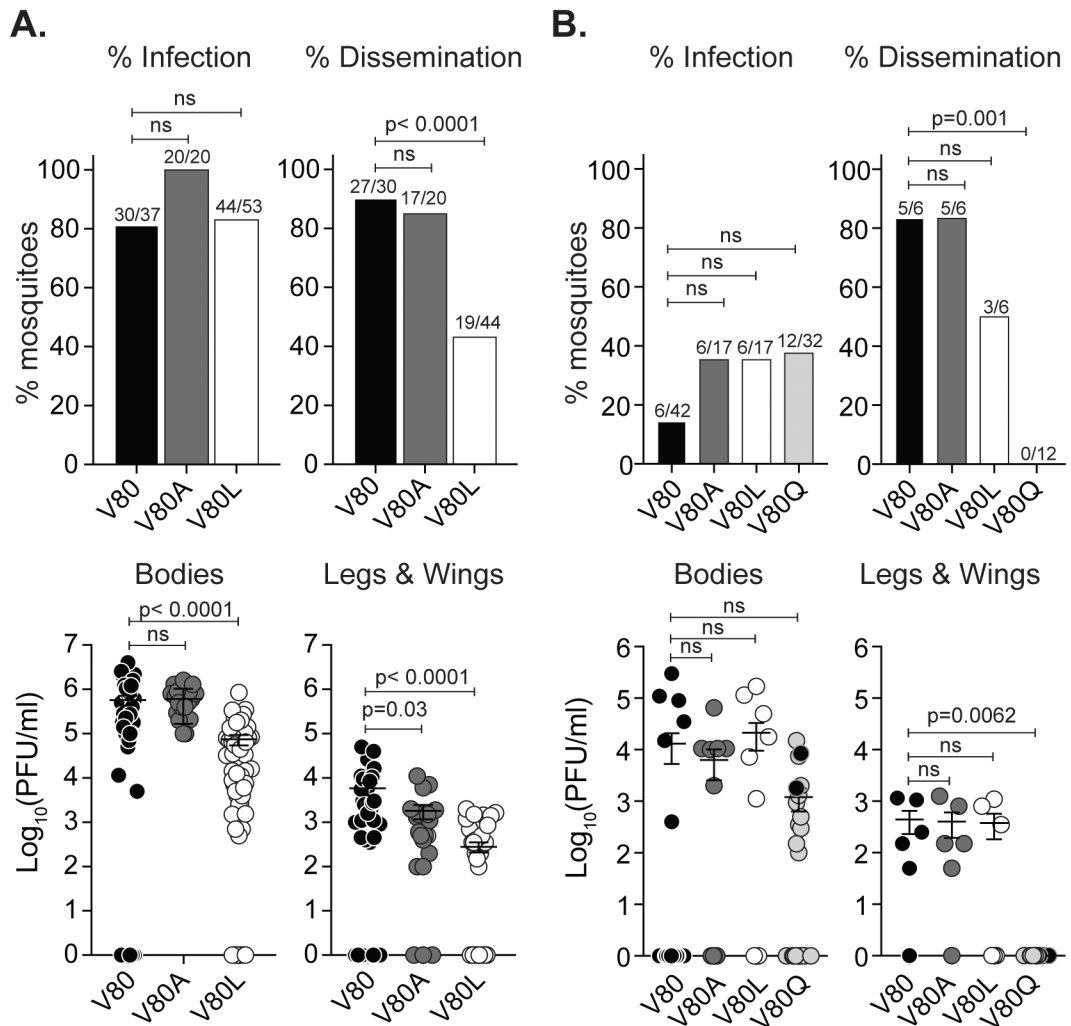 A.
% Infection
% Dissemination
ns
ns
p< 0.0001
ns
% mosquitoes
100
80
60
40
20
0
30/37
20/20
44/53
V80
V80A
V80L
100
80
60
40
20
0
27/30
17/20
19/44
V80
V80A
V80L
Bodies
Legs & Wings
p< 0.0001
ns
p< 0.0001
p=0.03
Log10(PFU/ml)
7
6
5
4
3
2
1
0
V80
V80A
V80L
7
6
5
4
3
2
1
0
V80
V80A
V80L
B.
% Infection
% Dissemination
ns
ns
ns
p=0.001
ns
ns
% mosquitoes
100
80
60
40
20
0
6/42
6/17
6/17
12/32
V80
V80A
V80L
V80Q
100
80
60
40
20
0
5/6
5/6
3/6
0/12
V80
V80A
V80L
V80Q
Bodies
Legs & Wings
ns
ns
ns
p=0.0062
ns
ns
Log10(PFU/ml)
6
5
4
3
2
1
0
V80
V80A
V80L
V80Q
6
5
4
3
2
1
0
V80
V80A
V80L
V80Q